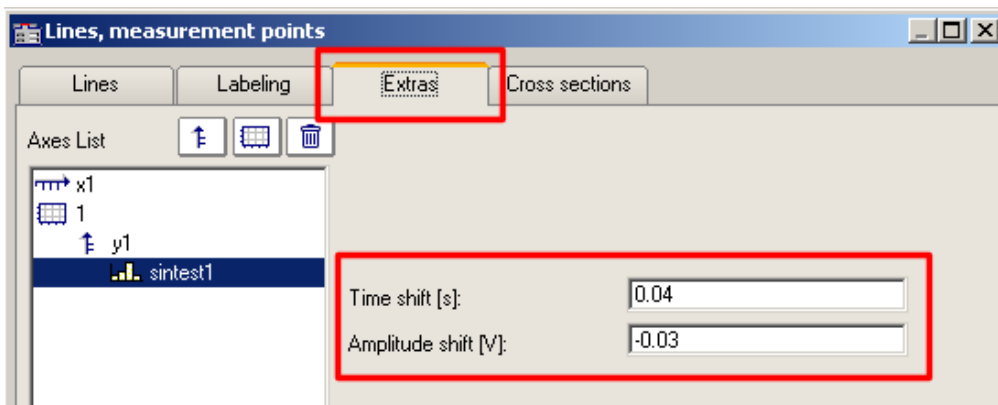 Lines, measurement points
Lines
Labeling
Extras
Cross sections
Axes List
x1
1
y1
sintest1
Time shift [s]:
0.04
Amplitude shift [V]:
-0.03